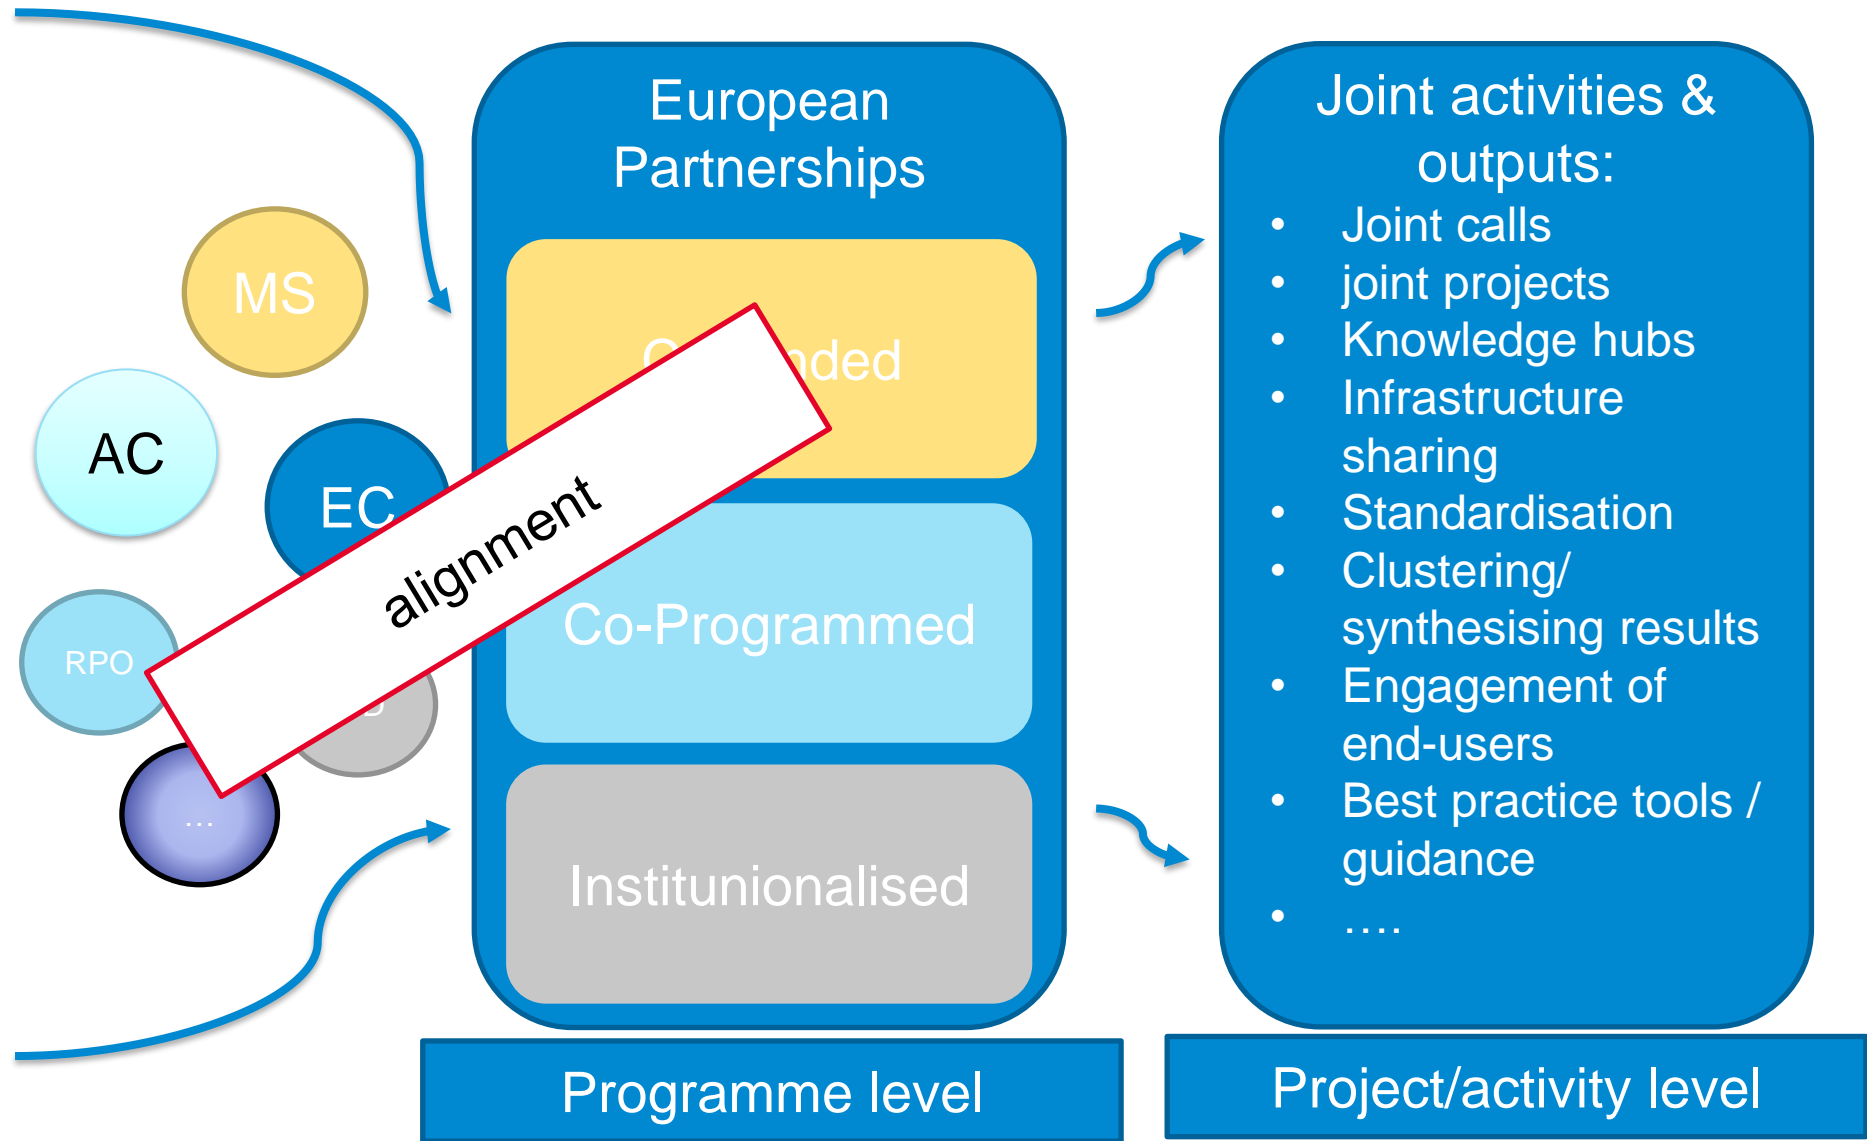 MS
AC
EC
RPO
…
alignment
European
Partnerships
Co-Programmed
Institunionalised
Programme level
Joint activities &
outputs:
• Joint calls
• joint projects
• Knowledge hubs
• Infrastructure
sharing
• Standardisation
• Clustering/
synthesising results
• Engagement of
end-users
• Best practice tools /
guidance
• ….
Project/activity level